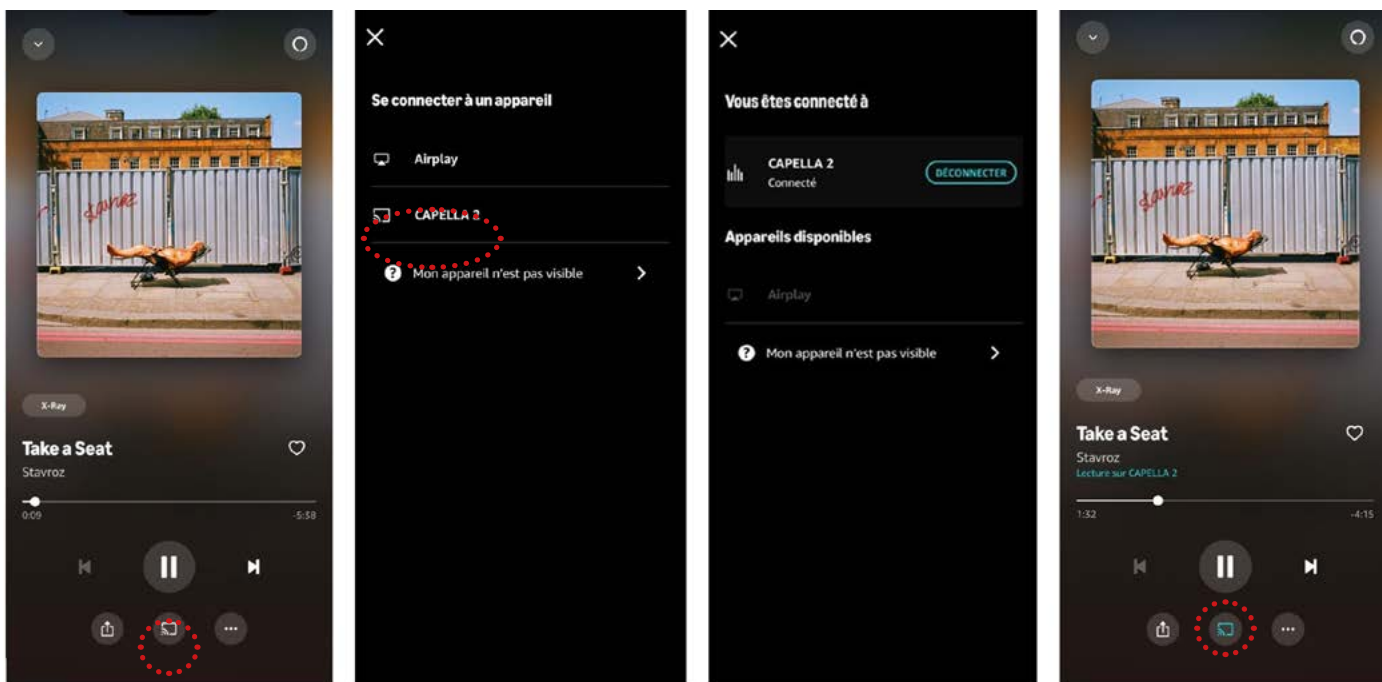 stavroz
X-Ray
Take a Seat
Stavroz
0:09
-5:38
Se connecter à un appareil
Airplay
CAPELLA 2
Mon appareil n'est pas visible
Vous êtes connecté à
CAPELLA 2
Connecté
DÉCONNECTER
Appareils disponibles
Airplay
Mon appareil n'est pas visible
stavroz
X-Ray
Take a Seat
Stavroz
Lecture sur CAPELLA 2
1:32
-4:15